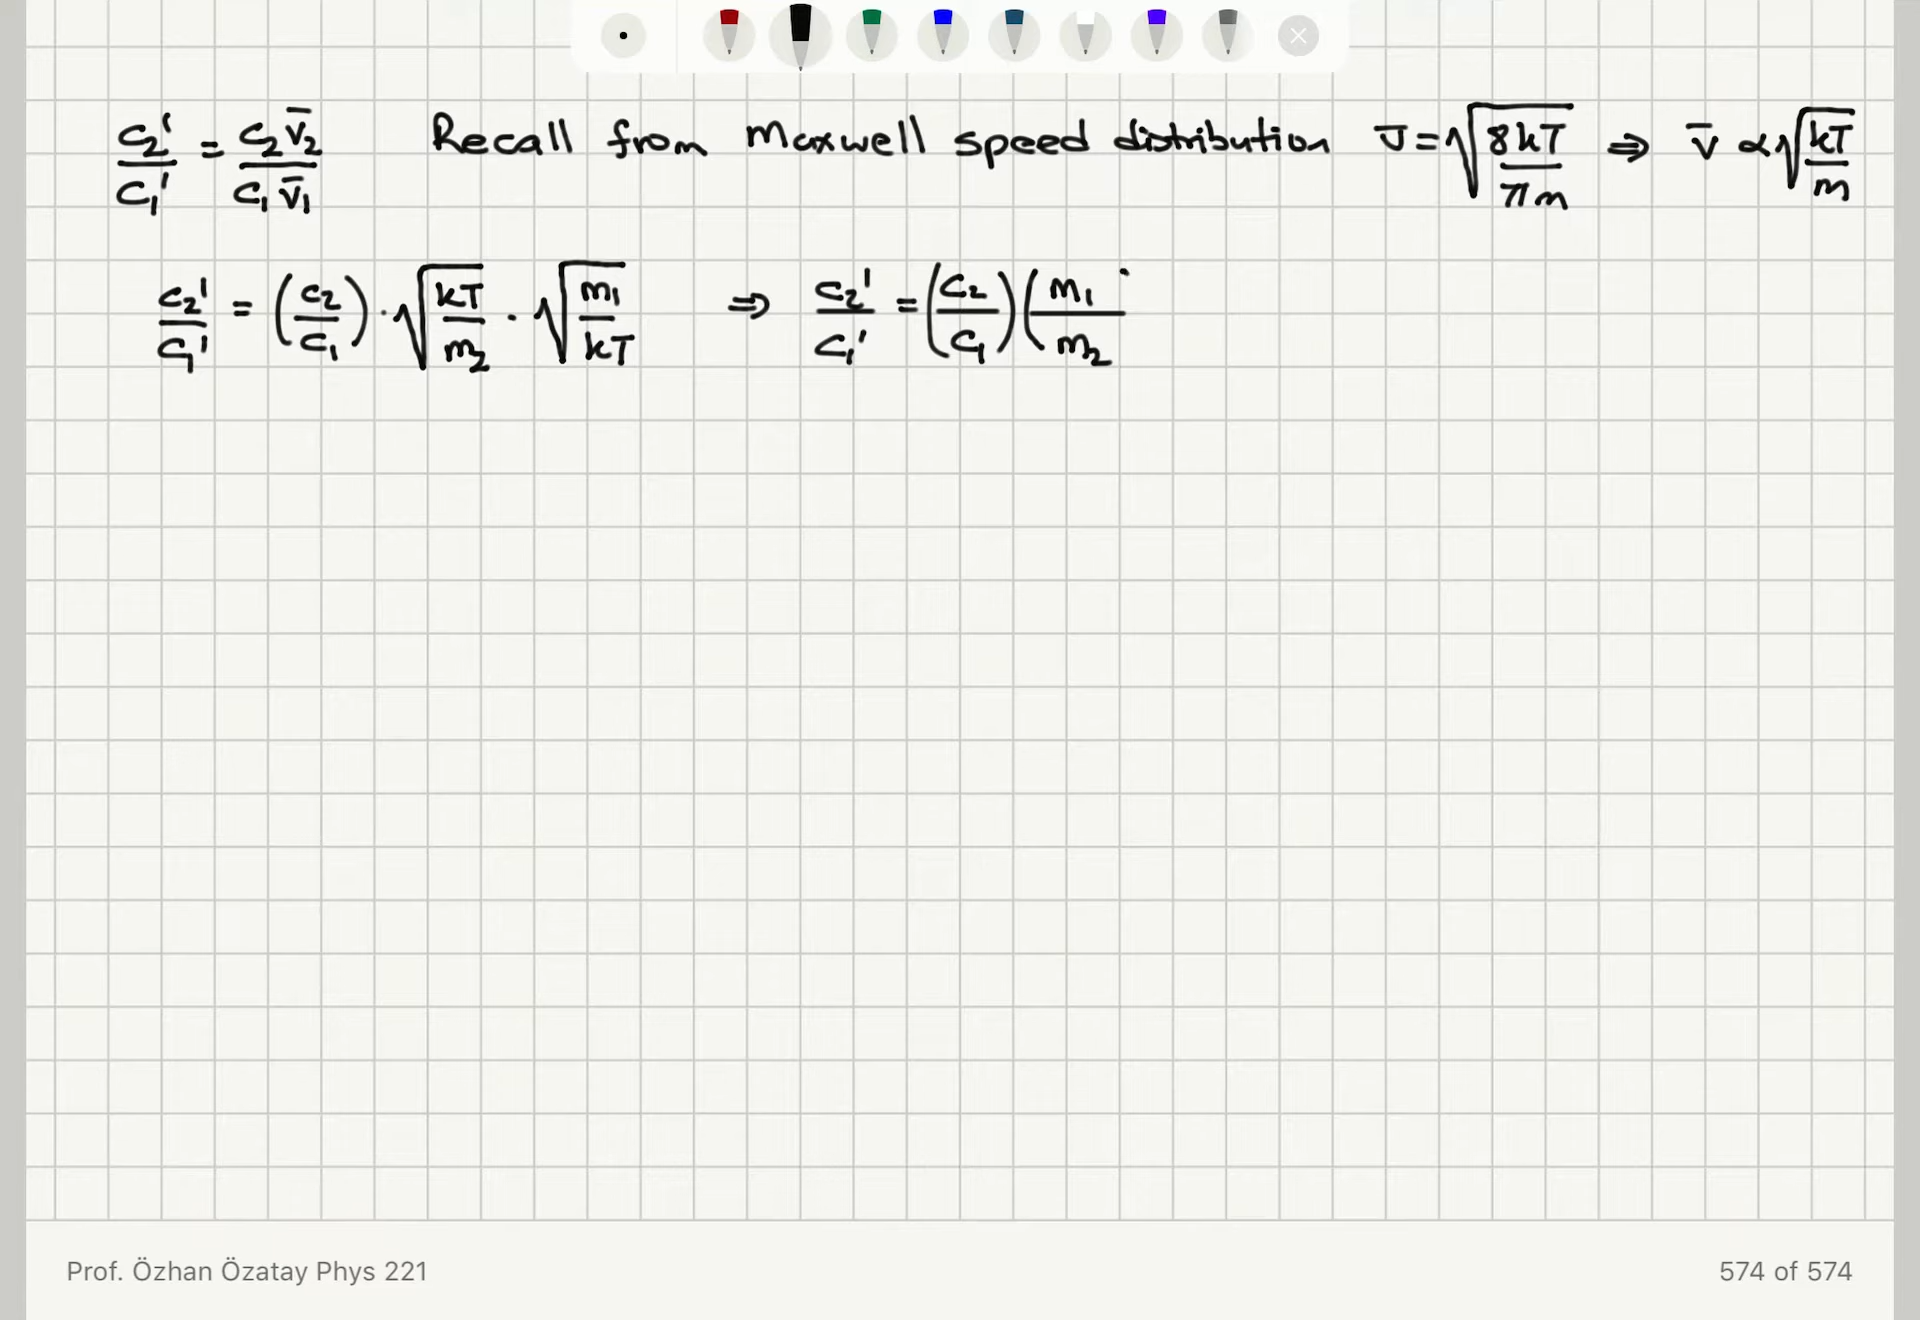 c₂'/c₁' = c₂v̄₂/c₁v̄₁ Recall from Maxwell speed distribution v̄=√(8kT/πm) ⇒ v̄ ∝ √(kT/m)
c₂'/c₁' = (c₂/c₁)·√(kT/m₂)·√(m₁/kT) ⇒ c₂'/c₁' = (c₂/c₁)(m₁/m₂
Prof. Özhan Özatay Phys 221
574 of 574